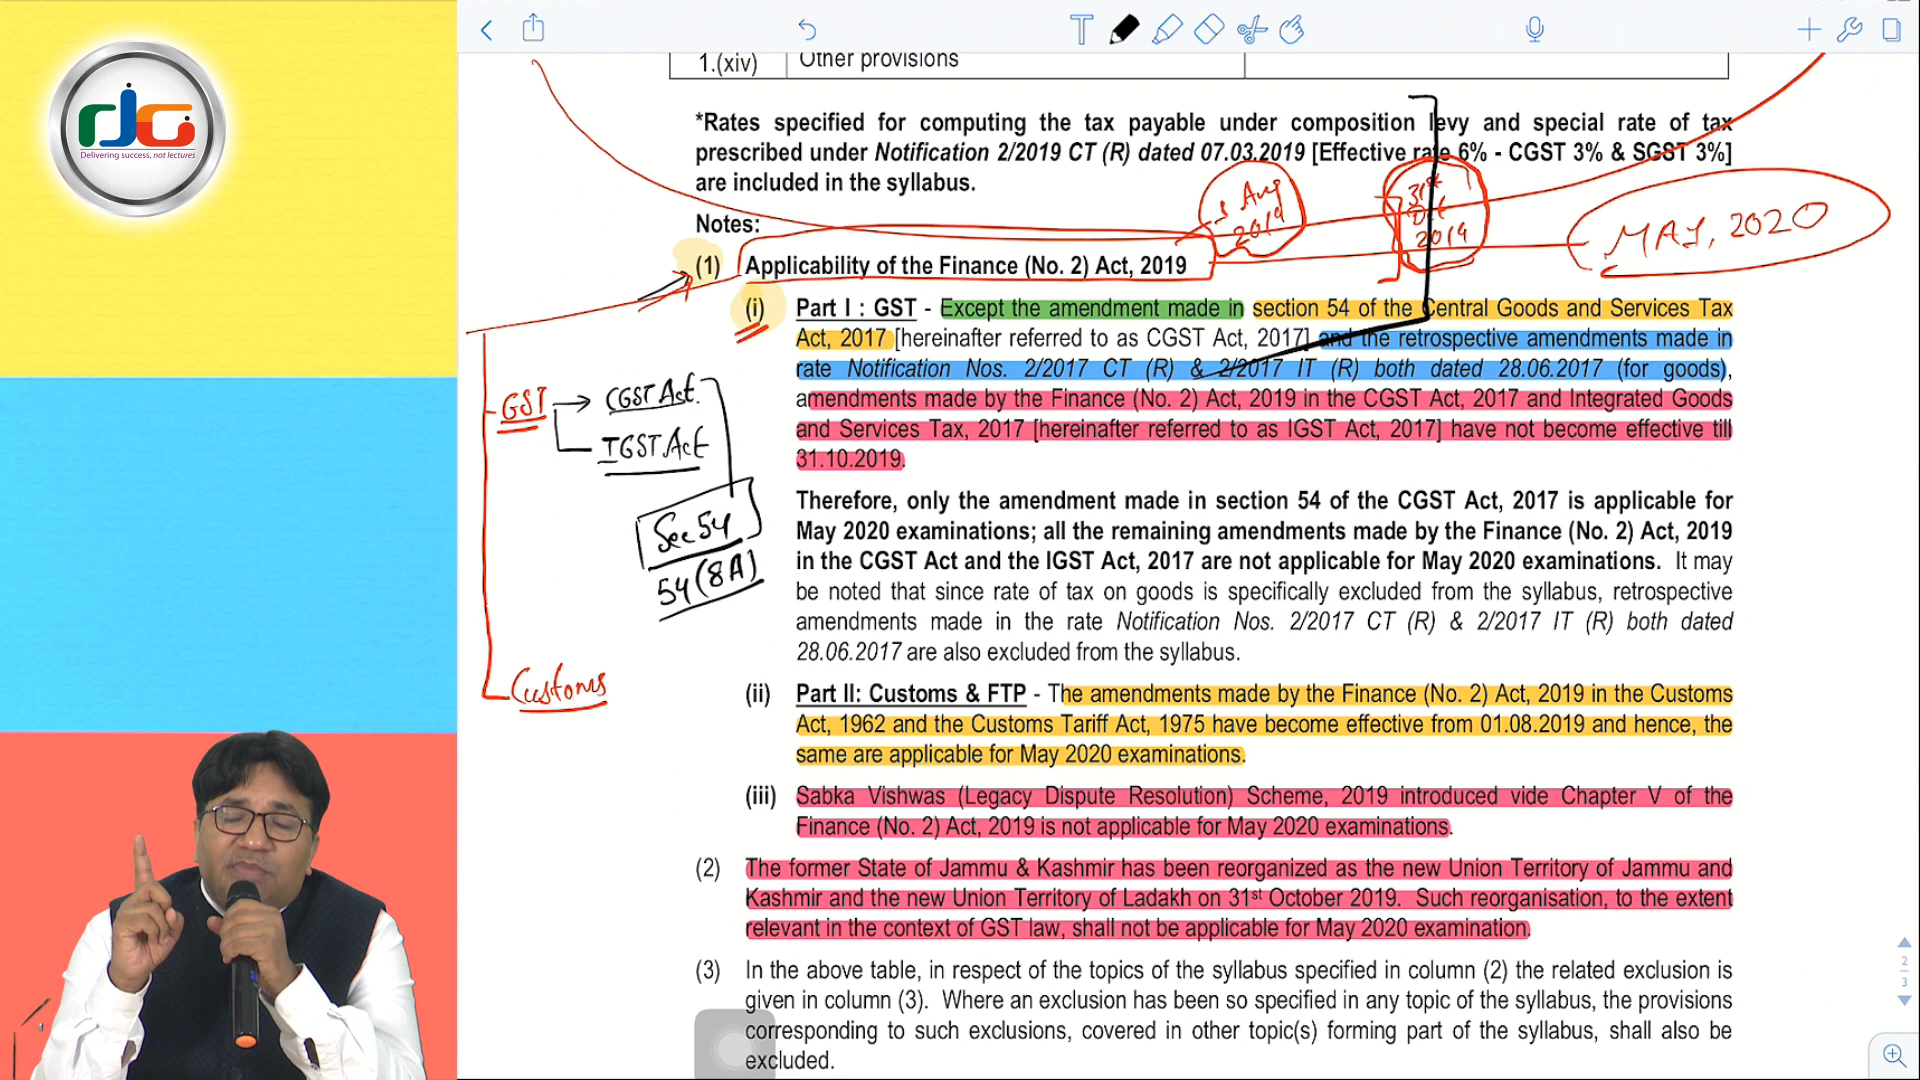 Delivering success, not lectures
1.(xiv) Other provisions
*Rates specified for computing the tax payable under composition levy and special rate of tax
prescribed under Notification 2/2019 CT (R) dated 07.03.2019 [Effective rate 6% - CGST 3% & SGST 3%]
are included in the syllabus.
1 Aug
2019
31st
Dec
2019
MAY, 2020
Notes:
(1) Applicability of the Finance (No. 2) Act, 2019
(i) Part I : GST - Except the amendment made in section 54 of the Central Goods and Services Tax
Act, 2017 [hereinafter referred to as CGST Act, 2017] and the retrospective amendments made in
rate Notification Nos. 2/2017 CT (R) & 2/2017 IT (R) both dated 28.06.2017 (for goods),
amendments made by the Finance (No. 2) Act, 2019 in the CGST Act, 2017 and Integrated Goods
and Services Tax, 2017 [hereinafter referred to as IGST Act, 2017] have not become effective till
31.10.2019.
GST
CGST Act.
IGST Act
Sec 54
54(8A)
Customs
Therefore, only the amendment made in section 54 of the CGST Act, 2017 is applicable for
May 2020 examinations; all the remaining amendments made by the Finance (No. 2) Act, 2019
in the CGST Act and the IGST Act, 2017 are not applicable for May 2020 examinations. It may
be noted that since rate of tax on goods is specifically excluded from the syllabus, retrospective
amendments made in the rate Notification Nos. 2/2017 CT (R) & 2/2017 IT (R) both dated
28.06.2017 are also excluded from the syllabus.
(ii) Part II: Customs & FTP - The amendments made by the Finance (No. 2) Act, 2019 in the Customs
Act, 1962 and the Customs Tariff Act, 1975 have become effective from 01.08.2019 and hence, the
same are applicable for May 2020 examinations.
(iii) Sabka Vishwas (Legacy Dispute Resolution) Scheme, 2019 introduced vide Chapter V of the
Finance (No. 2) Act, 2019 is not applicable for May 2020 examinations.
(2) The former State of Jammu & Kashmir has been reorganized as the new Union Territory of Jammu and
Kashmir and the new Union Territory of Ladakh on 31st October 2019. Such reorganisation, to the extent
relevant in the context of GST law, shall not be applicable for May 2020 examination.
(3) In the above table, in respect of the topics of the syllabus specified in column (2) the related exclusion is
given in column (3). Where an exclusion has been so specified in any topic of the syllabus, the provisions
corresponding to such exclusions, covered in other topic(s) forming part of the syllabus, shall also be
excluded.
2
3